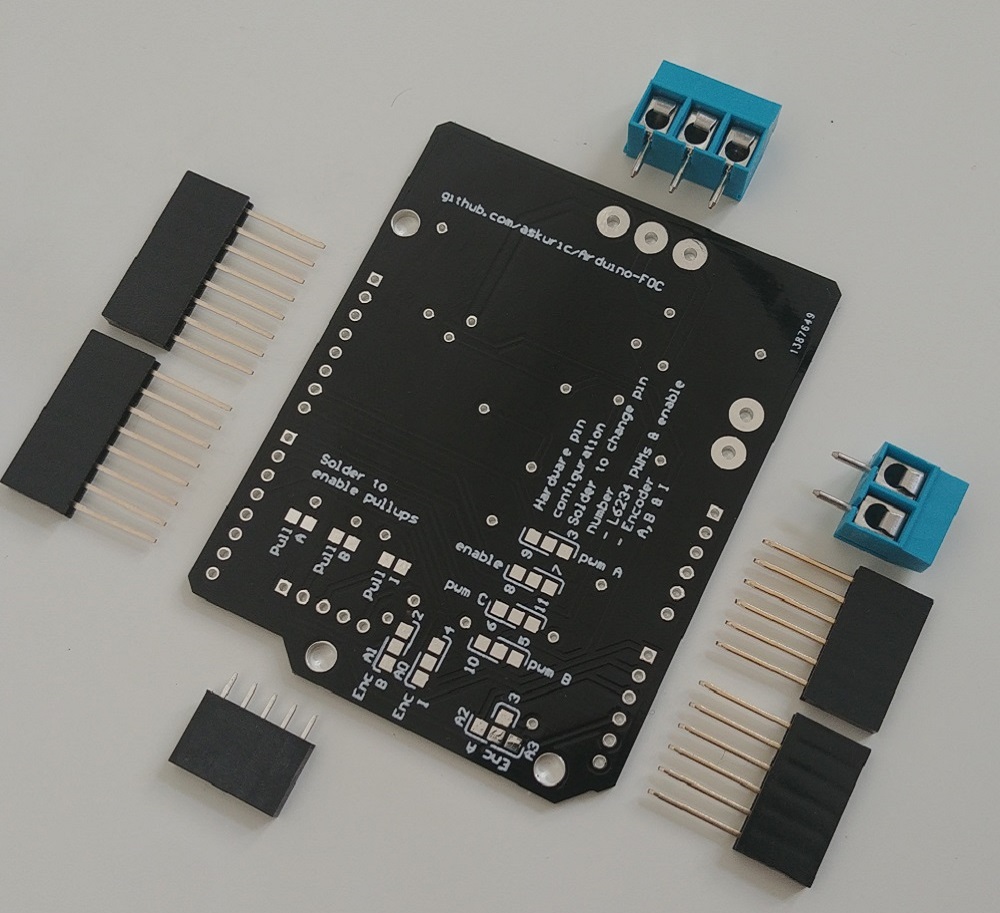 github.com/askuric/Arduino-FOC
1387649
Hardware pin
configuration
Solder to change pin
number
- L6234 PWMs & enable
- Encoder
A,B & I
Solder to
enable pullups
Pull A
Pull B
Pull I
enable
9
3
pwm A
8
7
pwm C
6
11
10
5
pwm B
Enc B
A1
2
Enc I
A0
4
A2
3
A3
Enc A